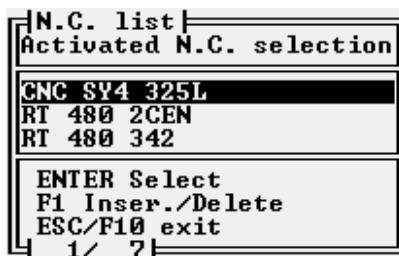 N.C. list
Activated N.C. selection
CNC SY4 325L
RT 480 2CEN
RT 480 342
ENTER Select
F1 Inser./Delete
ESC/F10 exit
1/ 7